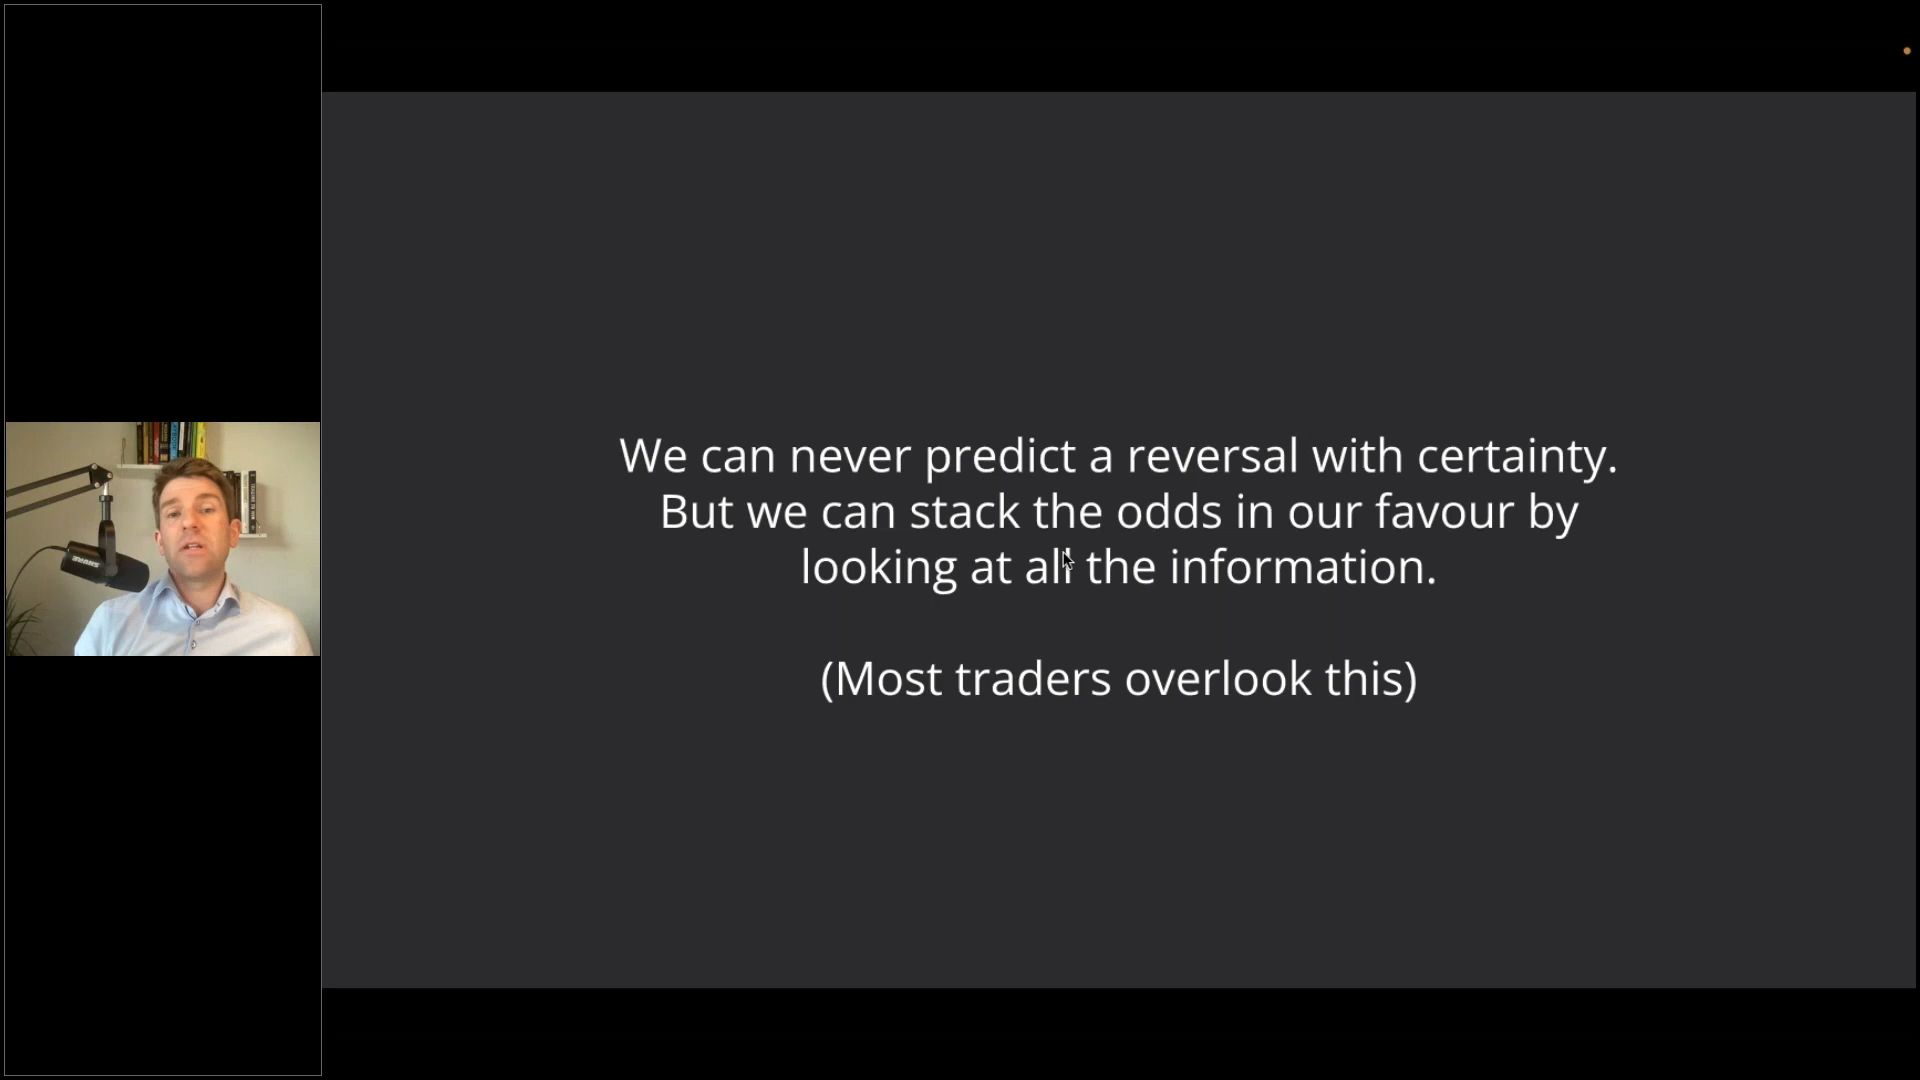 We can never predict a reversal with certainty.
But we can stack the odds in our favour by
looking at all the information.
(Most traders overlook this)